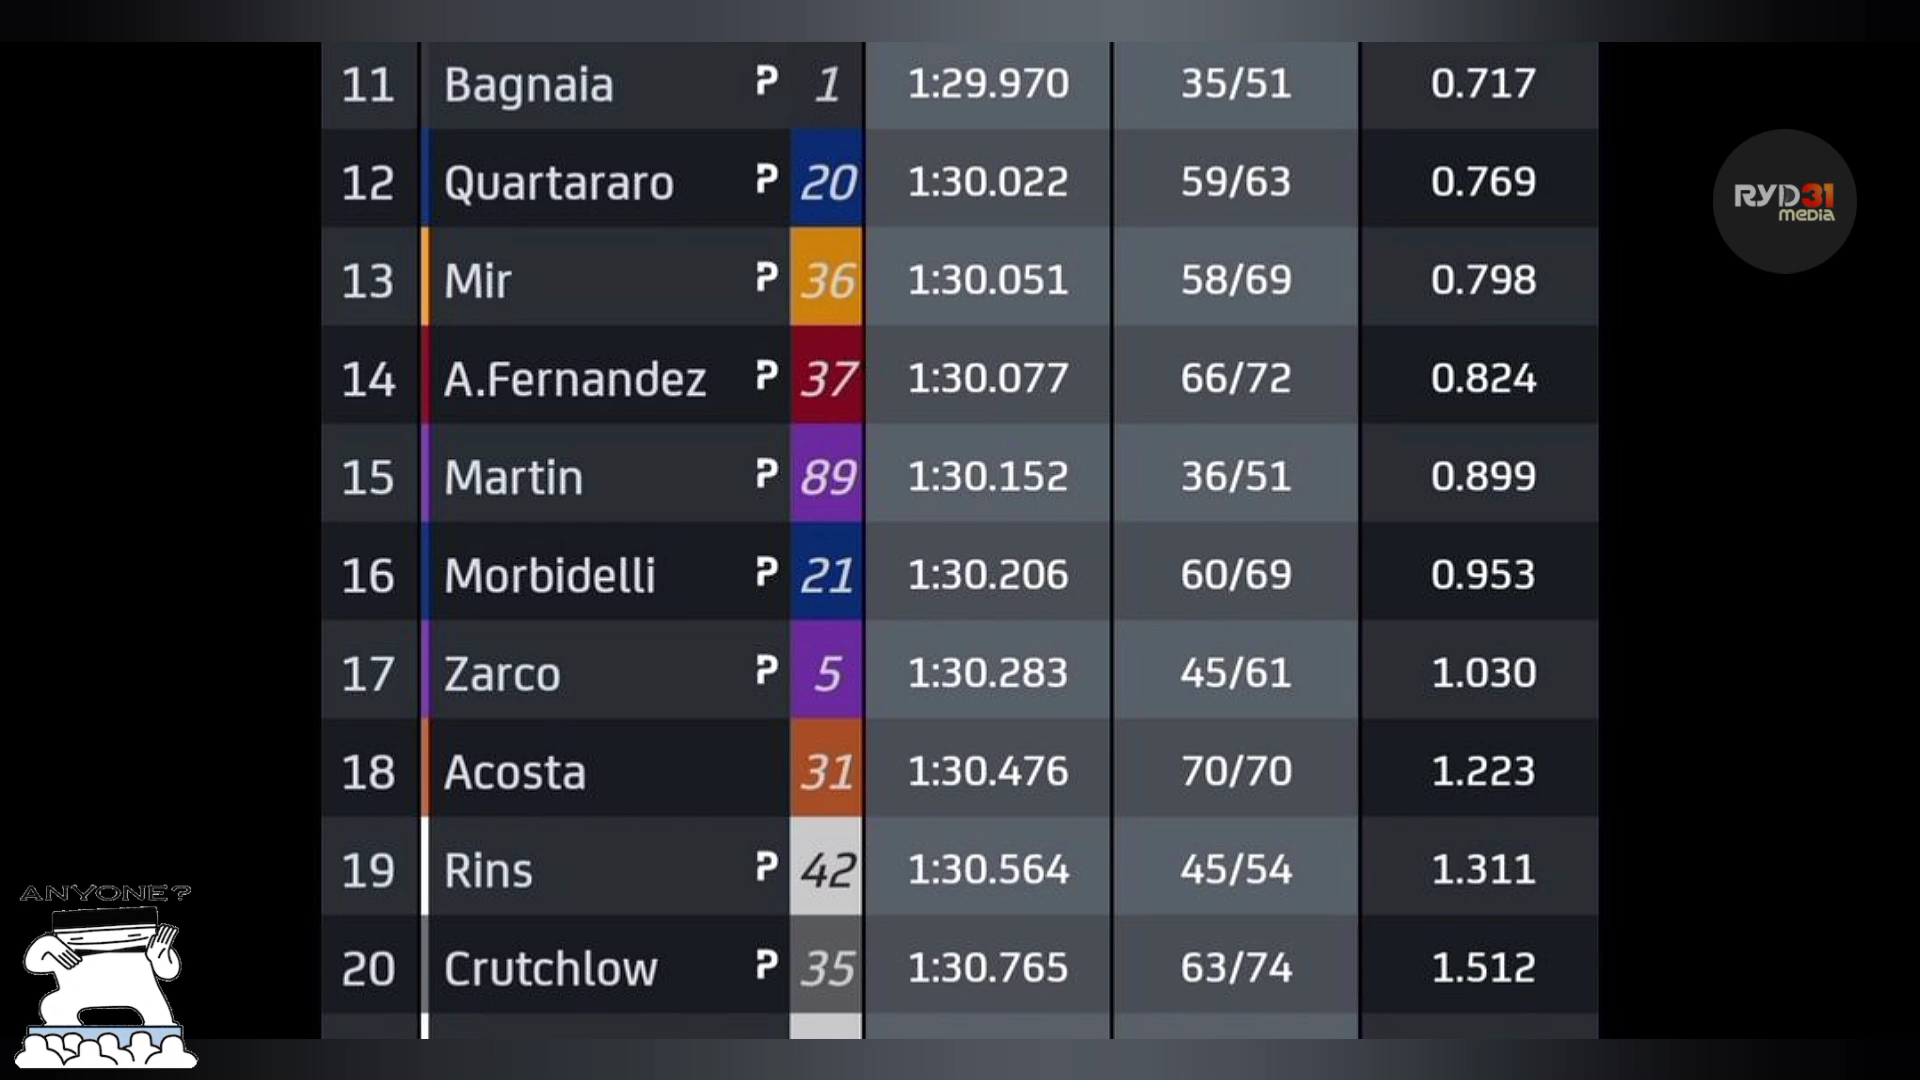 11 Bagnaia P 1 1:29.970 35/51 0.717
12 Quartararo P 20 1:30.022 59/63 0.769
13 Mir P 36 1:30.051 58/69 0.798
14 A.Fernandez P 37 1:30.077 66/72 0.824
15 Martin P 89 1:30.152 36/51 0.899
16 Morbidelli P 21 1:30.206 60/69 0.953
17 Zarco P 5 1:30.283 45/61 1.030
18 Acosta 31 1:30.476 70/70 1.223
19 Rins P 42 1:30.564 45/54 1.311
20 Crutchlow P 35 1:30.765 63/74 1.512
RYD31
meDIA
ANYONE?